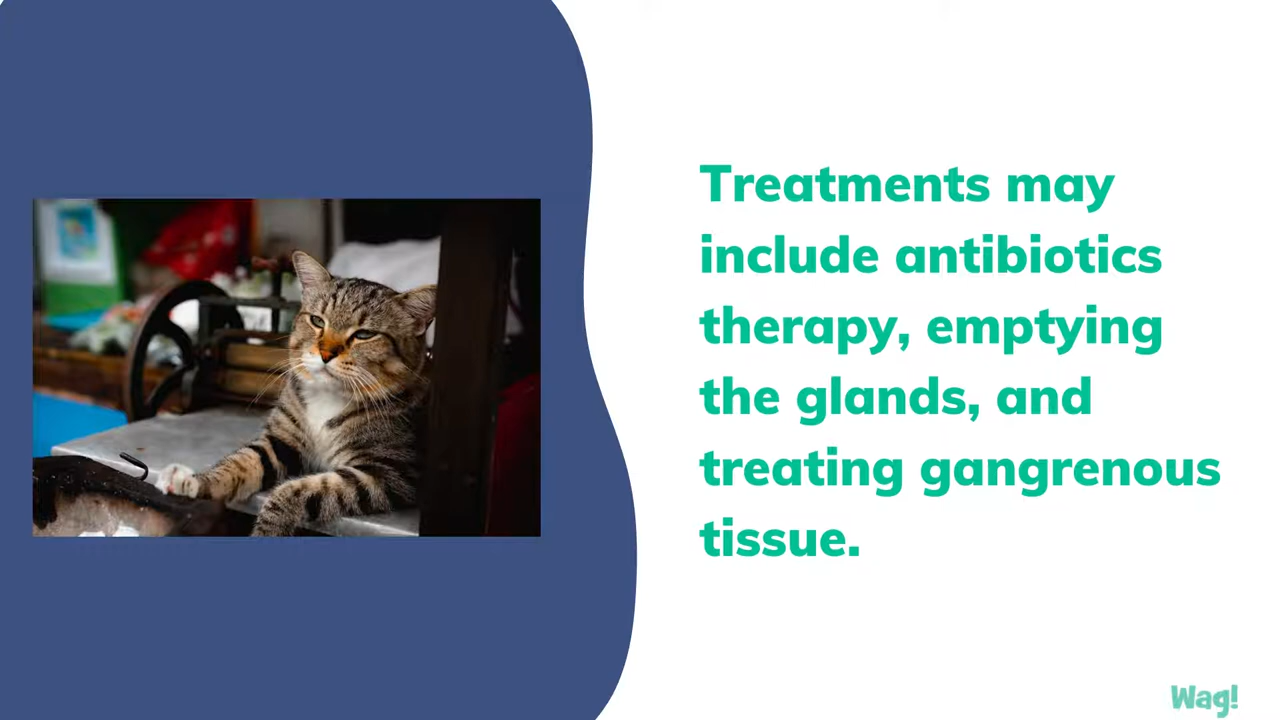 Treatments may
include antibiotics
therapy, emptying
the glands, and
treating gangrenous
tissue.
Wag!